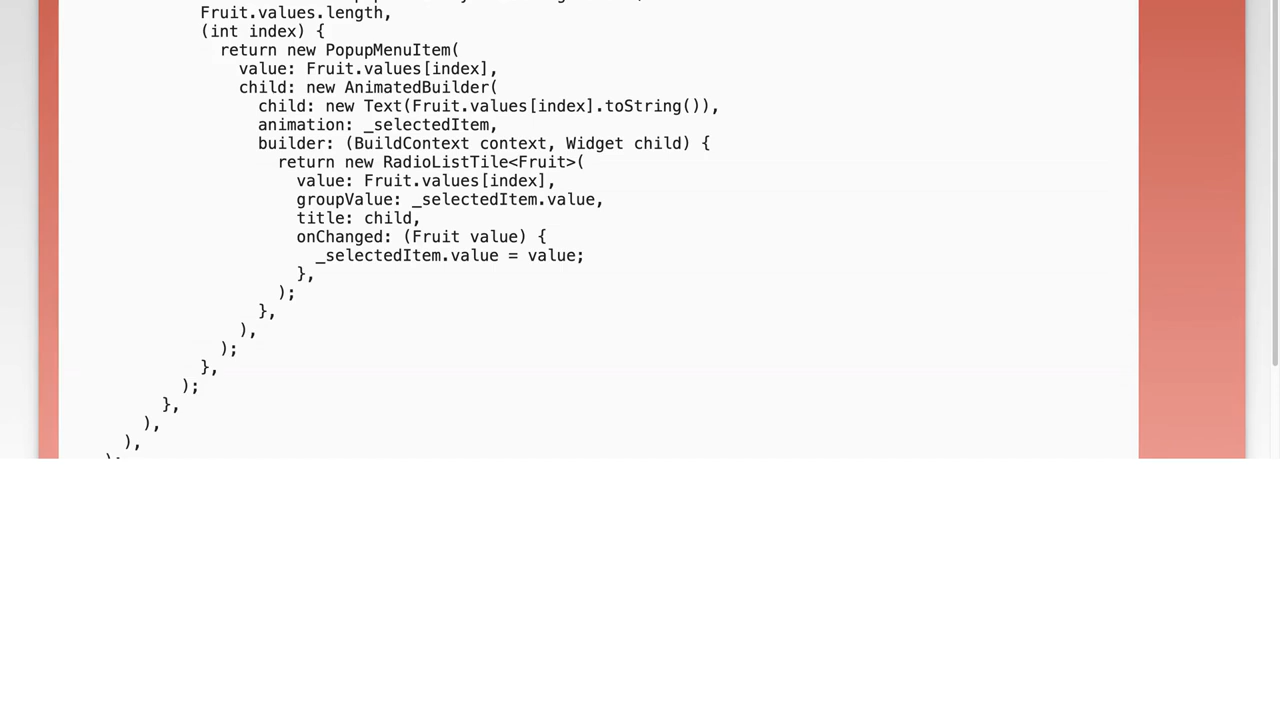 Fruit.values.length,
(int index) {
return new PopupMenuItem(
value: Fruit.values[index],
child: new AnimatedBuilder(
child: new Text(Fruit.values[index].toString()),
animation: _selectedItem,
builder: (BuildContext context, Widget child) {
return new RadioListTile<Fruit>(
value: Fruit.values[index],
groupValue: _selectedItem.value,
title: child,
onChanged: (Fruit value) {
_selectedItem.value = value;
},
);
},
),
);
},
);
},
),
),